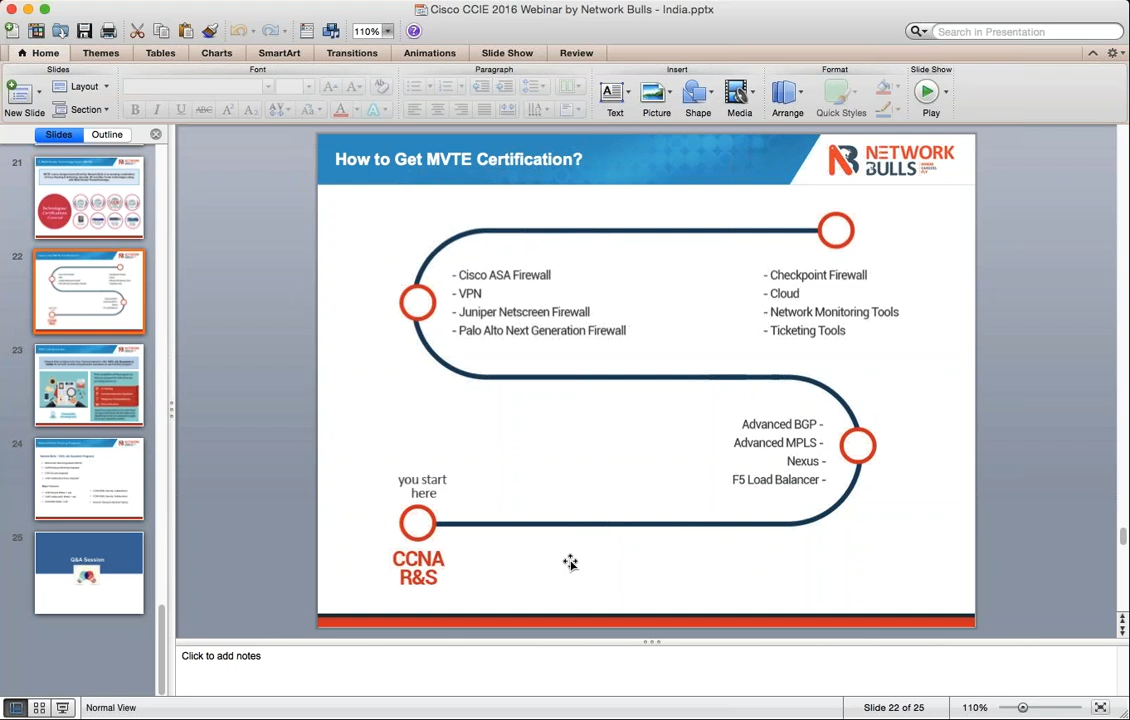 Cisco CCIE 2016 Webinar by Network Bulls - India.pptx
110%
Search in Presentation
Home
Themes
Tables
Charts
SmartArt
Transitions
Animations
Slide Show
Review
Slides
Font
Paragraph
Insert
Format
Slide Show
New Slide
Layout
Section
Text
Picture
Shape
Media
Arrange
Quick Styles
Play
Slides
Outline
21
22
23
24
25
Q&A Session
How to Get MVTE Certification?
NETWORK
BULLS
- Cisco ASA Firewall
- VPN
- Juniper Netscreen Firewall
- Palo Alto Next Generation Firewall
- Checkpoint Firewall
- Cloud
- Network Monitoring Tools
- Ticketing Tools
Advanced BGP -
Advanced MPLS -
Nexus -
F5 Load Balancer -
you start
here
CCNA
R&S
Click to add notes
Normal View
Slide 22 of 25
110%